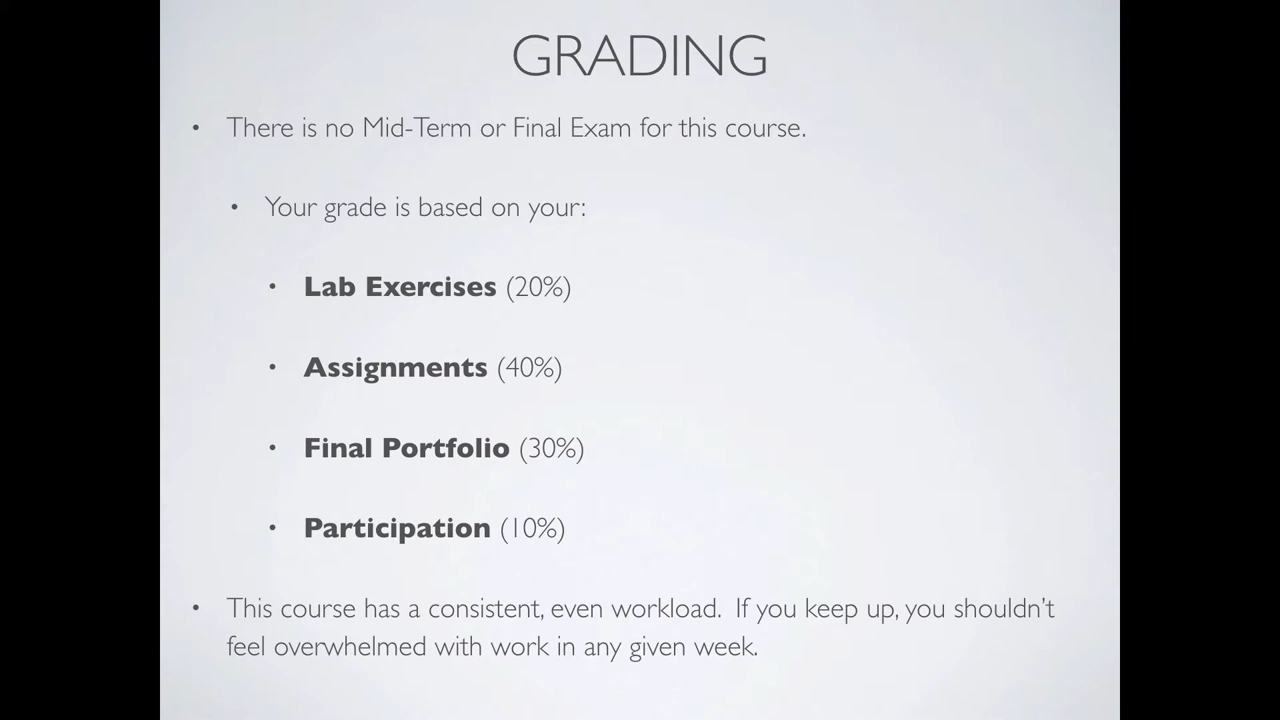 GRADING
• There is no Mid-Term or Final Exam for this course.
• Your grade is based on your:
• Lab Exercises (20%)
• Assignments (40%)
• Final Portfolio (30%)
• Participation (10%)
• This course has a consistent, even workload.  If you keep up, you shouldn’t
feel overwhelmed with work in any given week.